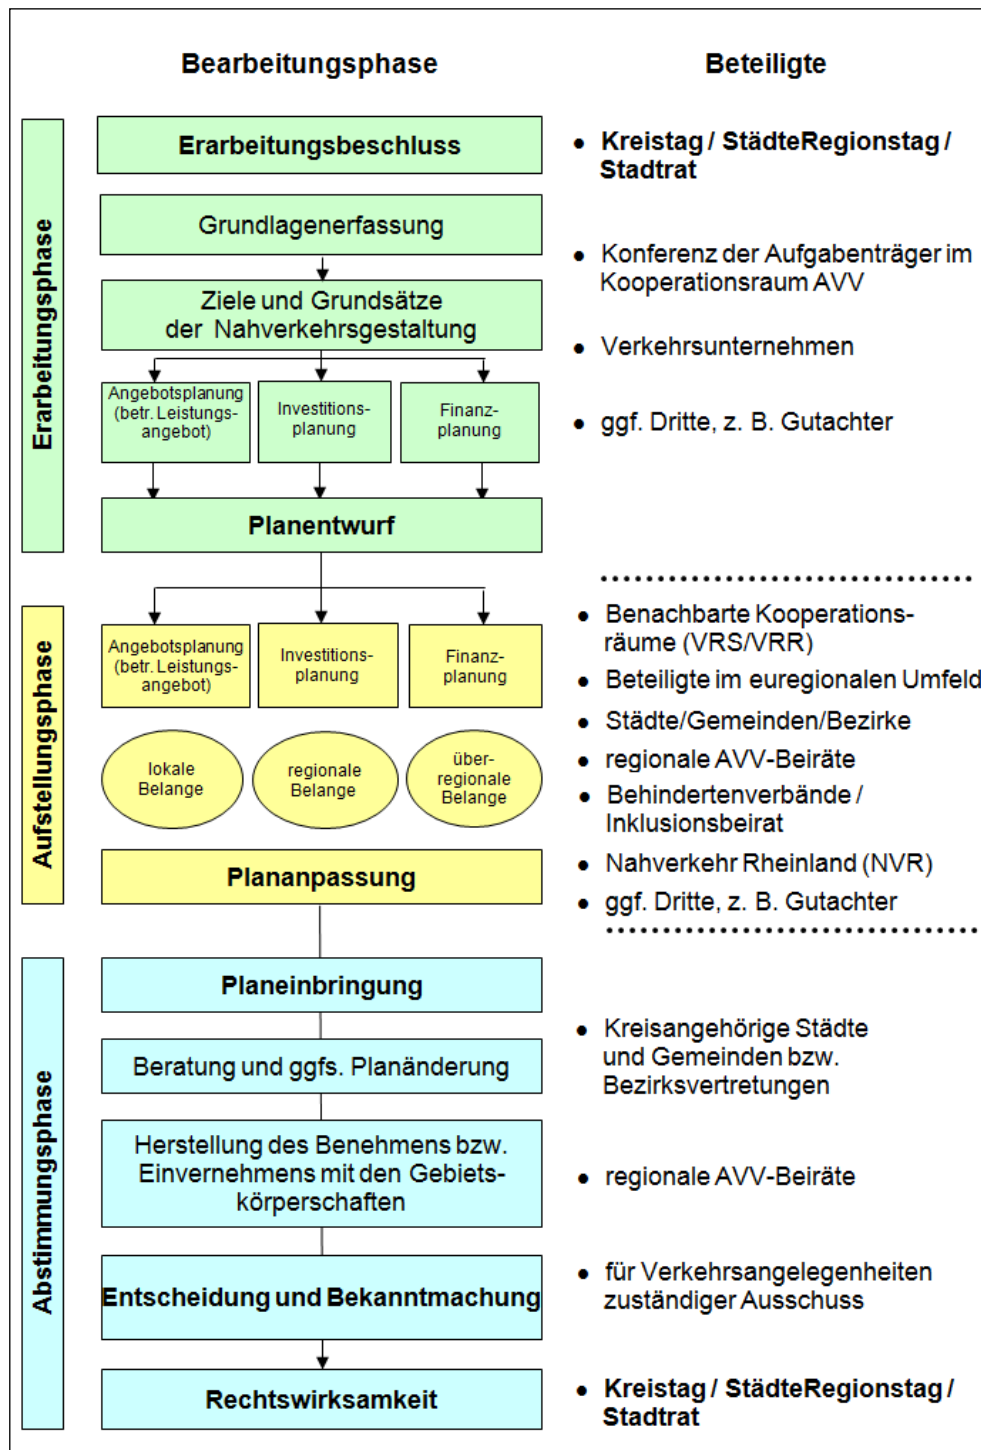 Bearbeitungsphase
Beteiligte
Erarbeitungsphase
Erarbeitungsbeschluss
Grundlagenerfassung
Ziele und Grundsätze
der Nahverkehrsgestaltung
Angebotsplanung
(betr. Leistungs-
angebot)
Investitions-
planung
Finanz-
planung
Planentwurf
• Kreistag / StädteRegionstag /
Stadtrat
• Konferenz der Aufgabenträger im
Kooperationsraum AVV
• Verkehrsunternehmen
• ggf. Dritte, z. B. Gutachter
Aufstellungsphase
Angebotsplanung
(betr. Leistungs-
angebot)
Investitions-
planung
Finanz-
planung
lokale
Belange
regionale
Belange
über-
regionale
Belange
Plananpassung
• Benachbarte Kooperations-
räume (VRS/VRR)
• Beteiligte im euregionalen Umfeld
• Städte/Gemeinden/Bezirke
• regionale AVV-Beiräte
• Behindertenverbände /
Inklusionsbeirat
• Nahverkehr Rheinland (NVR)
• ggf. Dritte, z. B. Gutachter
Abstimmungsphase
Planeinbringung
Beratung und ggfs. Planänderung
Herstellung des Benehmens bzw.
Einvernehmens mit den Gebiets-
körperschaften
Entscheidung und Bekanntmachung
Rechtswirksamkeit
• Kreisangehörige Städte
und Gemeinden bzw.
Bezirksvertretungen
• regionale AVV-Beiräte
• für Verkehrsangelegenheiten
zuständiger Ausschuss
• Kreistag / StädteRegionstag /
Stadtrat